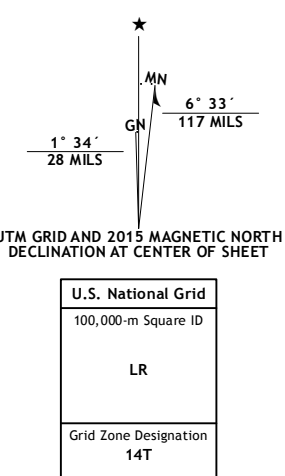 ★
MN
6° 33´
GN
117 MILS
1° 34´
28 MILS
UTM GRID AND 2015 MAGNETIC NORTH
DECLINATION AT CENTER OF SHEET
U.S. National Grid
100,000-m Square ID
LR
Grid Zone Designation
14T